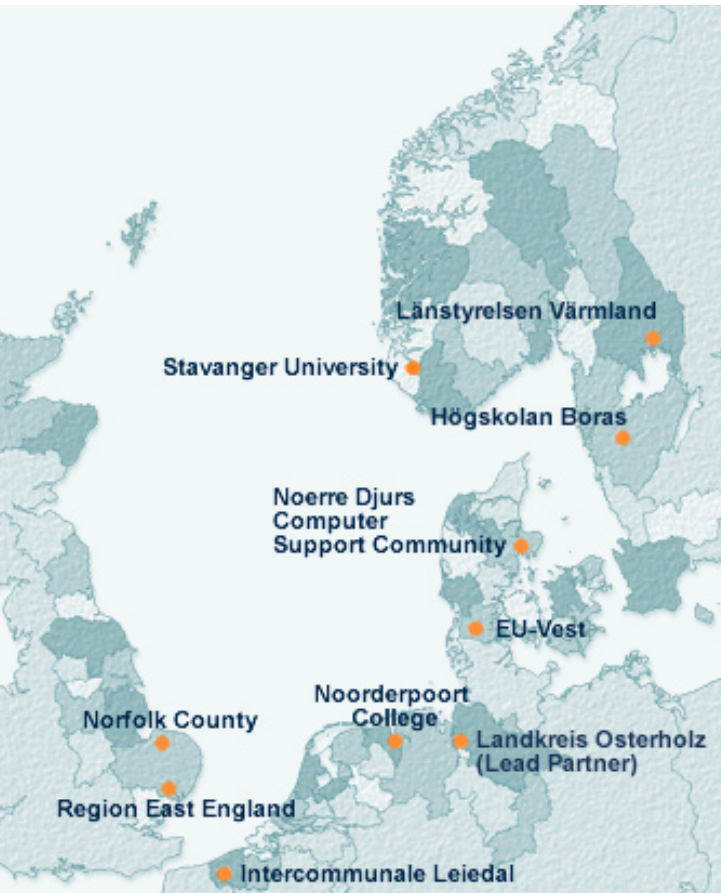 Länstyrelsen Värmland
Stavanger University
Högskolan Boras
Noerre Djurs
Computer
Support Community
EU-Vest
Noorderpoort
College
Norfolk County
Landkreis Osterholz
(Lead Partner)
Region East England
Intercommunale Leiedal